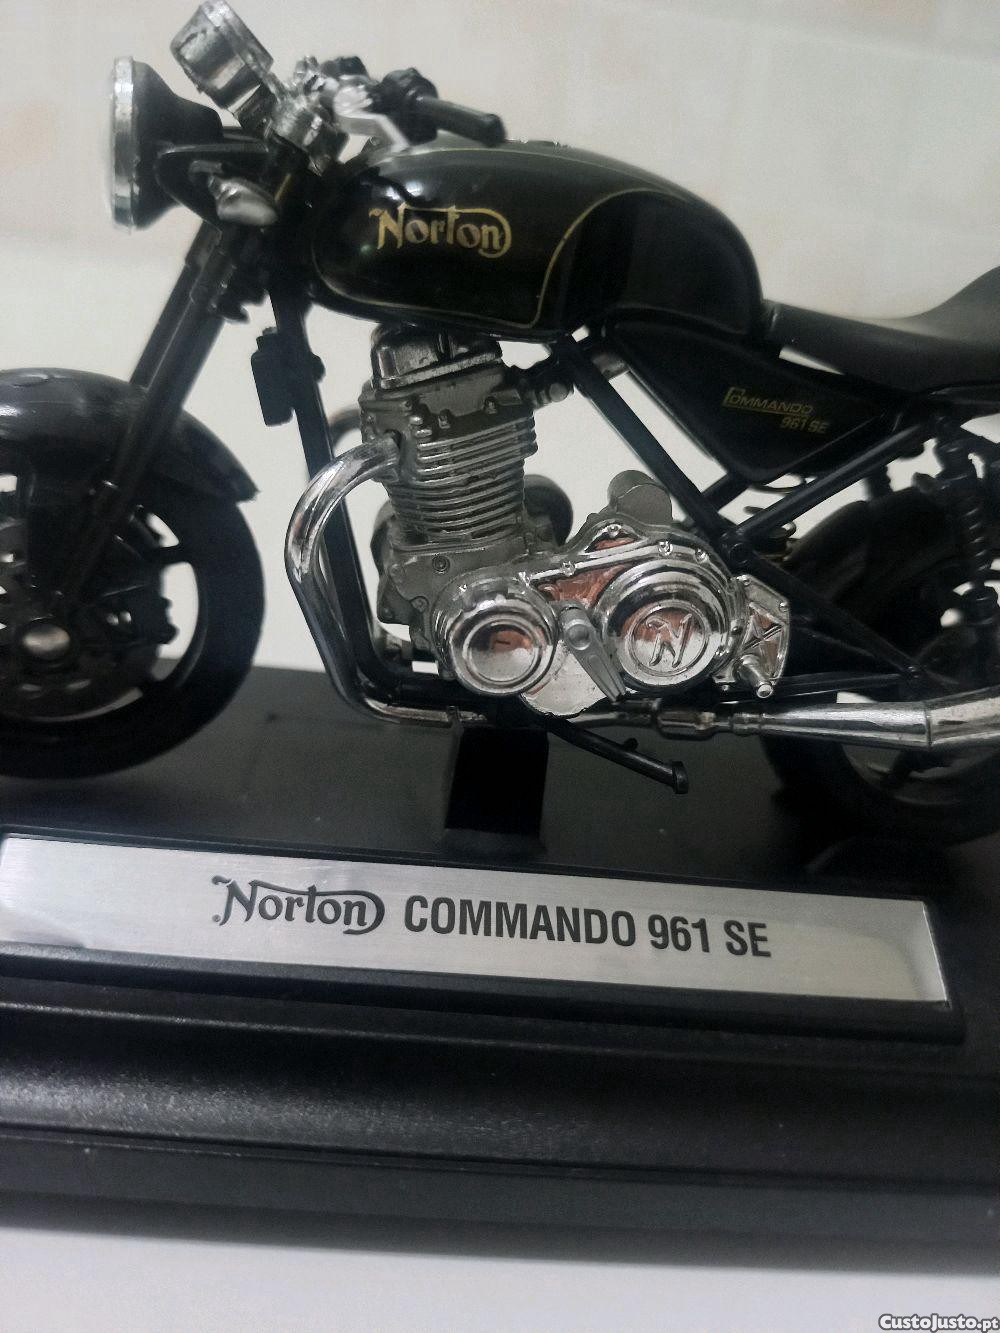 Norton
COMMANDO
961 SE
N
Norton COMMANDO 961 SE
CustoJusto.pt